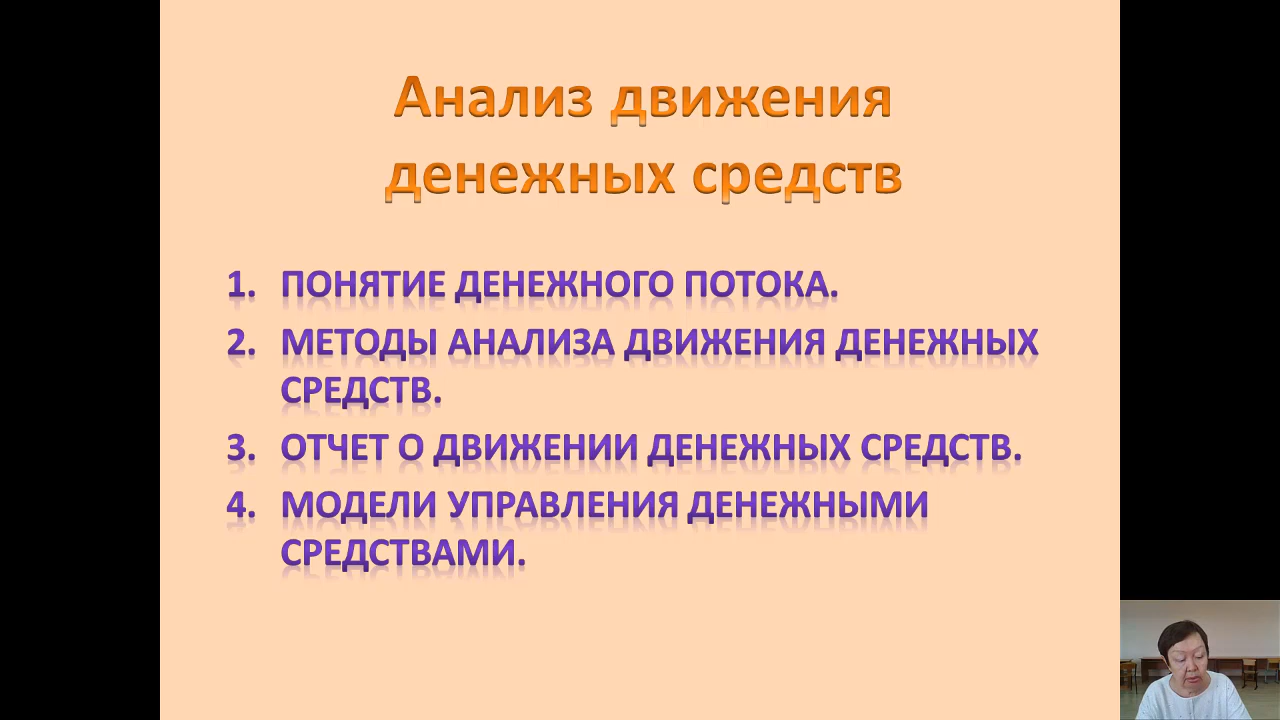 Анализ движения
денежных средств
1. ПОНЯТИЕ ДЕНЕЖНОГО ПОТОКА.
2. МЕТОДЫ АНАЛИЗА ДВИЖЕНИЯ ДЕНЕЖНЫХ
СРЕДСТВ.
3. ОТЧЕТ О ДВИЖЕНИИ ДЕНЕЖНЫХ СРЕДСТВ.
4. МОДЕЛИ УПРАВЛЕНИЯ ДЕНЕЖНЫМИ
СРЕДСТВАМИ.